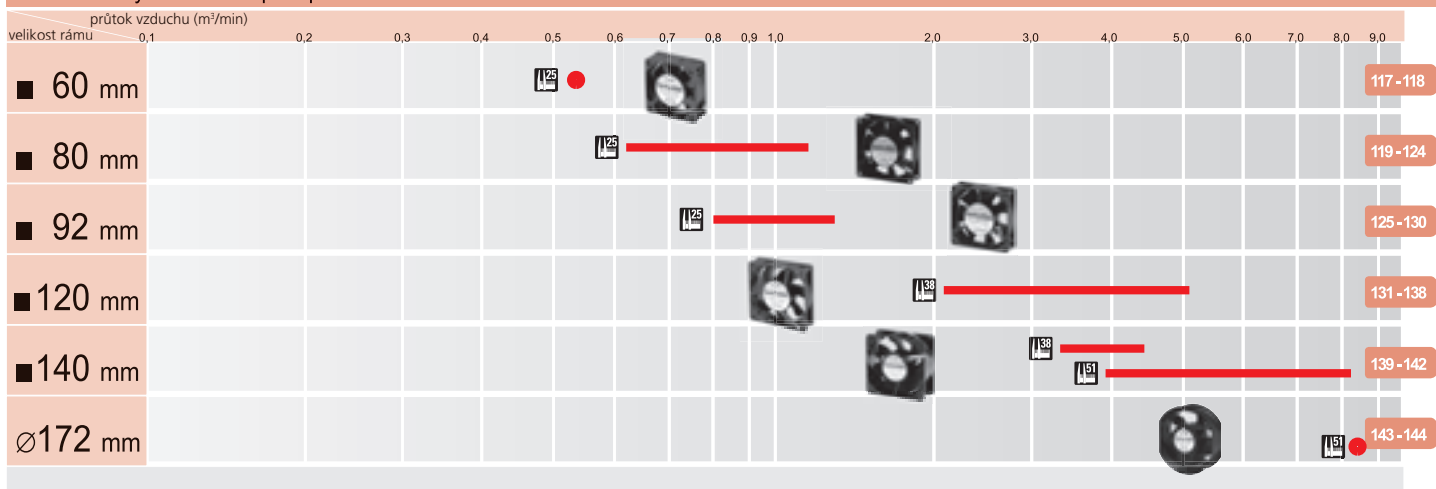 průtok vzduchu (m³/min)
velikost rámu 0,1 0,2 0,3 0,4 0,5 0,6 0,7 0,8 0,9 1,0 2,0 3,0 4,0 5,0 6,0 7,0 8,0 9,0
■ 60 mm 25 117-118
■ 80 mm 25 119-124
■ 92 mm 25 125-130
■ 120 mm 38 131-138
■ 140 mm 38 51 139-142
⌀172 mm 51 143-144